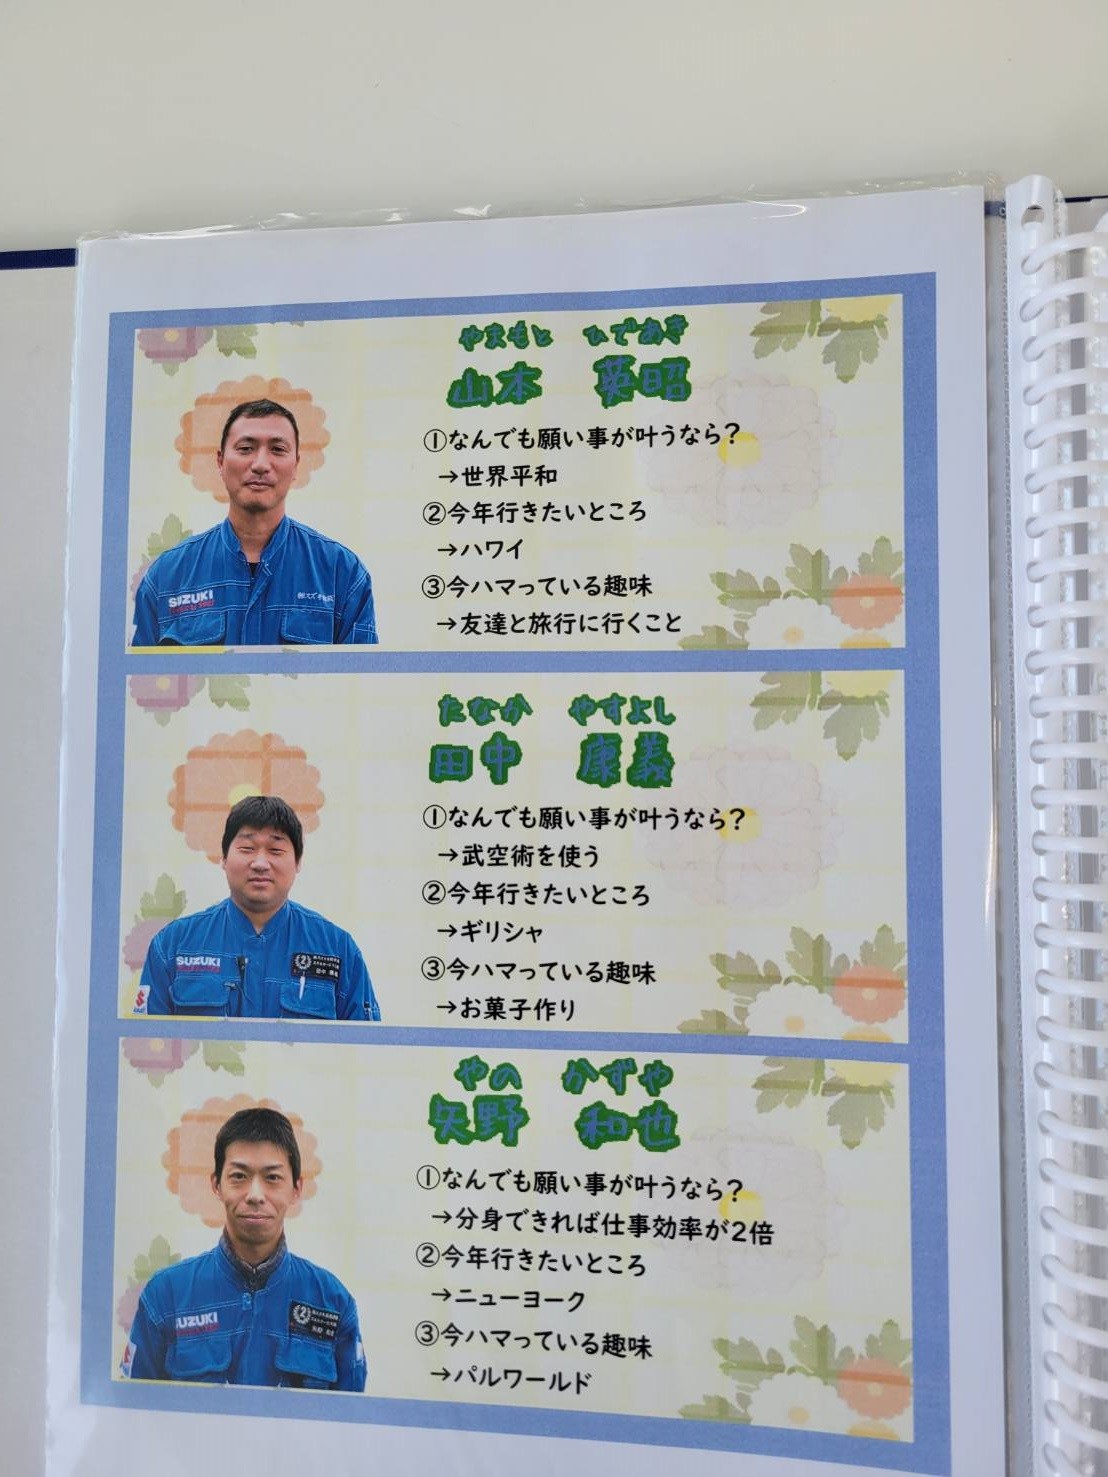 やまもと ひであき
山本 英昭
①なんでも願い事が叶うなら?
→世界平和
②今年行きたいところ
→ハワイ
③今ハマっている趣味
→友達と旅行に行くこと
SUZUKI
たなか やすよし
田中 康義
①なんでも願い事が叶うなら?
→武空術を使う
②今年行きたいところ
→ギリシャ
③今ハマっている趣味
→お菓子作り
SUZUKI
やの かずや
矢野 和也
①なんでも願い事が叶うなら?
→分身できれば仕事効率が2倍
②今年行きたいところ
→ニューヨーク
③今ハマっている趣味
→パルワールド
SUZUKI